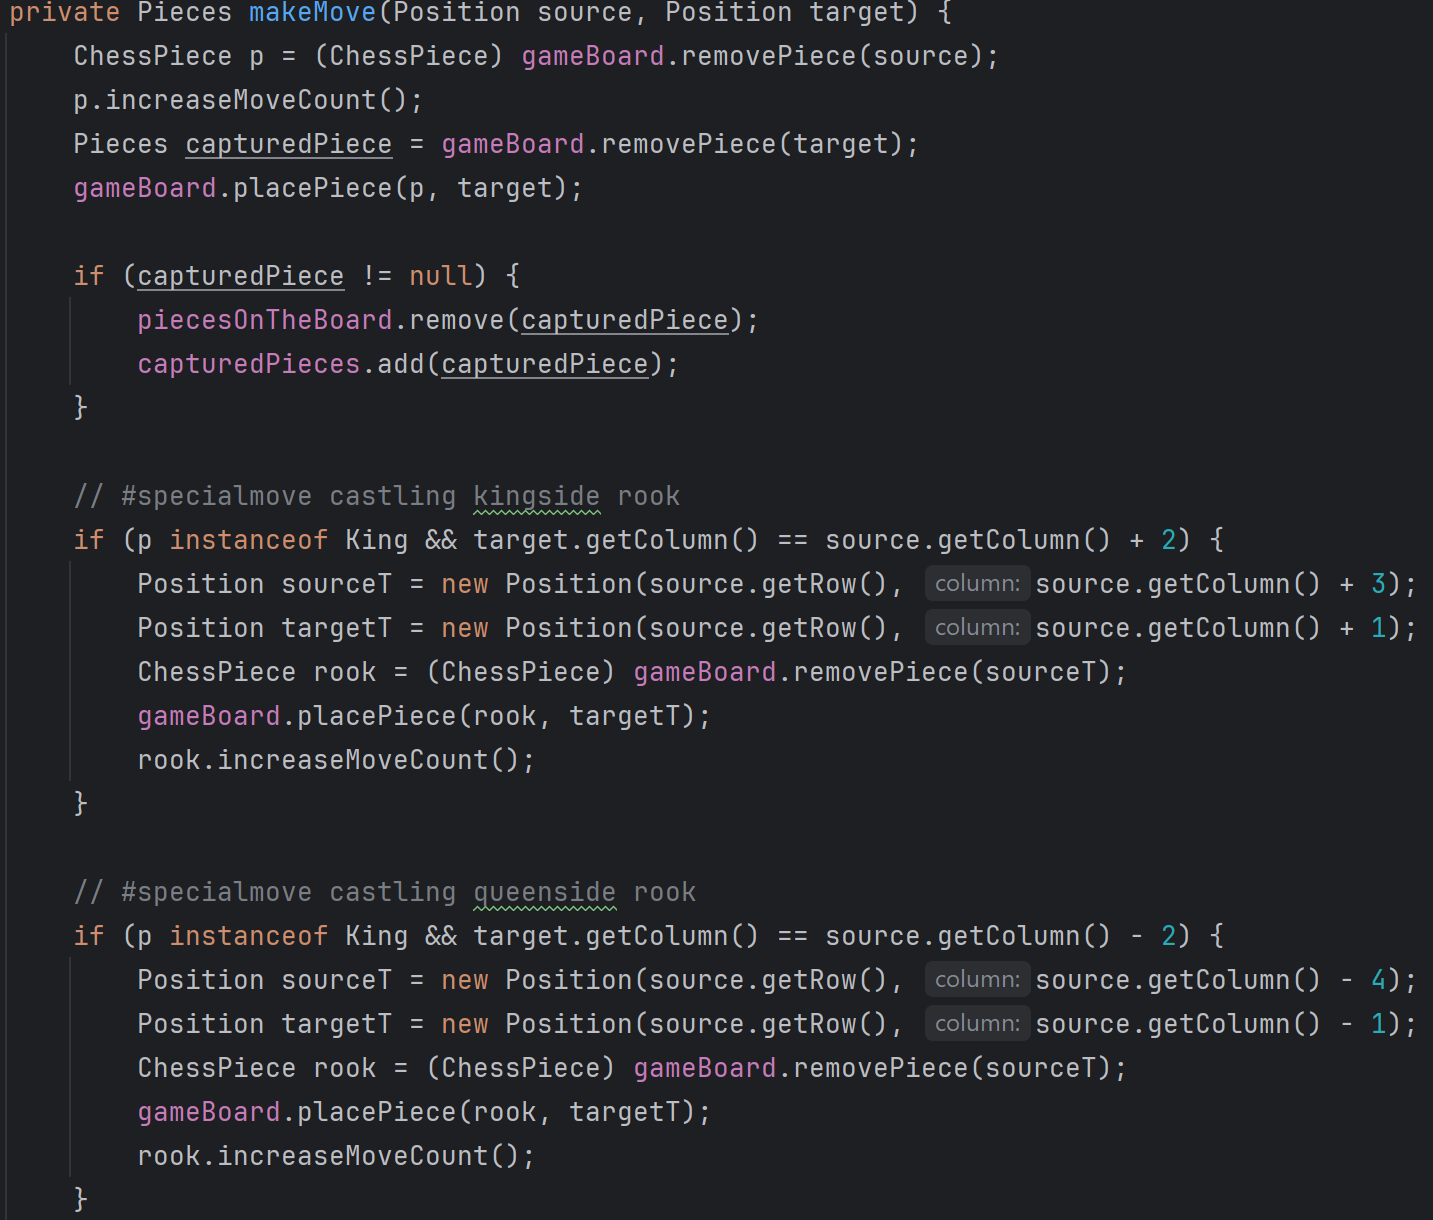 private Pieces makeMove(Position source, Position target) {
    ChessPiece p = (ChessPiece) gameBoard.removePiece(source);
    p.increaseMoveCount();
    Pieces capturedPiece = gameBoard.removePiece(target);
    gameBoard.placePiece(p, target);

    if (capturedPiece != null) {
        piecesOnTheBoard.remove(capturedPiece);
        capturedPieces.add(capturedPiece);
    }

    // #specialmove castling kingside rook
    if (p instanceof King && target.getColumn() == source.getColumn() + 2) {
        Position sourceT = new Position(source.getRow(), column: source.getColumn() + 3);
        Position targetT = new Position(source.getRow(), column: source.getColumn() + 1);
        ChessPiece rook = (ChessPiece) gameBoard.removePiece(sourceT);
        gameBoard.placePiece(rook, targetT);
        rook.increaseMoveCount();
    }

    // #specialmove castling queenside rook
    if (p instanceof King && target.getColumn() == source.getColumn() - 2) {
        Position sourceT = new Position(source.getRow(), column: source.getColumn() - 4);
        Position targetT = new Position(source.getRow(), column: source.getColumn() - 1);
        ChessPiece rook = (ChessPiece) gameBoard.removePiece(sourceT);
        gameBoard.placePiece(rook, targetT);
        rook.increaseMoveCount();
    }